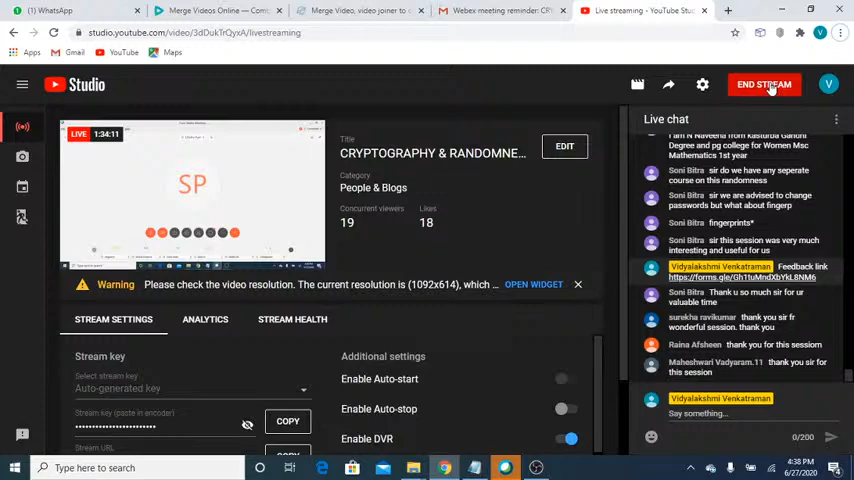 WhatsApp
Merge Videos Online — Com
Merge Video, video joiner to c
Webex meeting reminder: CRY
Live streaming - YouTube Stud
studio.youtube.com/video/3dDukTrQyxA/livestreaming
Apps
Gmail
YouTube
Maps
Studio
END STREAM
V
LIVE
1:34:11
SP
Title
CRYPTOGRAPHY & RANDOMNE...
EDIT
Category
People & Blogs
Concurrent viewers
Likes
19
18
Warning
Please check the video resolution. The current resolution is (1092x614), which ...
OPEN WIDGET
STREAM SETTINGS
ANALYTICS
STREAM HEALTH
Stream key
Select stream key
Auto-generated key
Stream key (paste in encoder)
COPY
Stream URL
COPY
Additional settings
Enable Auto-start
Enable Auto-stop
Enable DVR
Live chat
I am N Naveena from Kasturba Gandhi
Degree and pg college for Women Msc
Mathematics 1st year
Soni Bitra sir do we have any seperate
course on this randomness
Soni Bitra sir we are advised to change
passwords but what about fingerp
Soni Bitra fingerprints*
Soni Bitra sir this session was very much
interesting and useful for us
Vidyalakshmi Venkatraman Feedback link
https://forms.gle/Gh1tuMndXbYkL8NM6
Soni Bitra Thank u so much sir for ur
valuable time
surekha ravikumar thank you sir fr
wonderful session. thank you
Raina Afsheen thank you for this sessiom
Maheshwari Vadyaram.11 thank you sir for
this session
Vidyalakshmi Venkatraman
Say something...
0/200
Type here to search
4:38 PM
6/27/2020
4